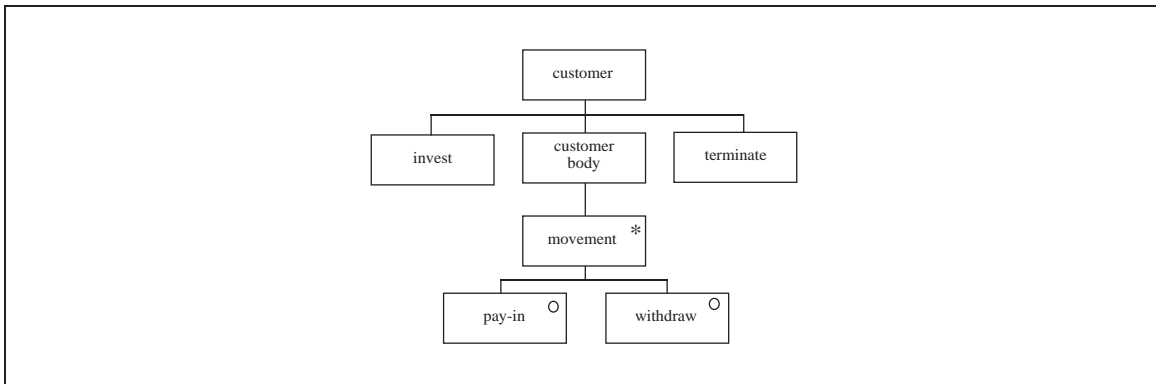 customer
invest
customer
body
terminate
movement *
pay-in O
withdraw O